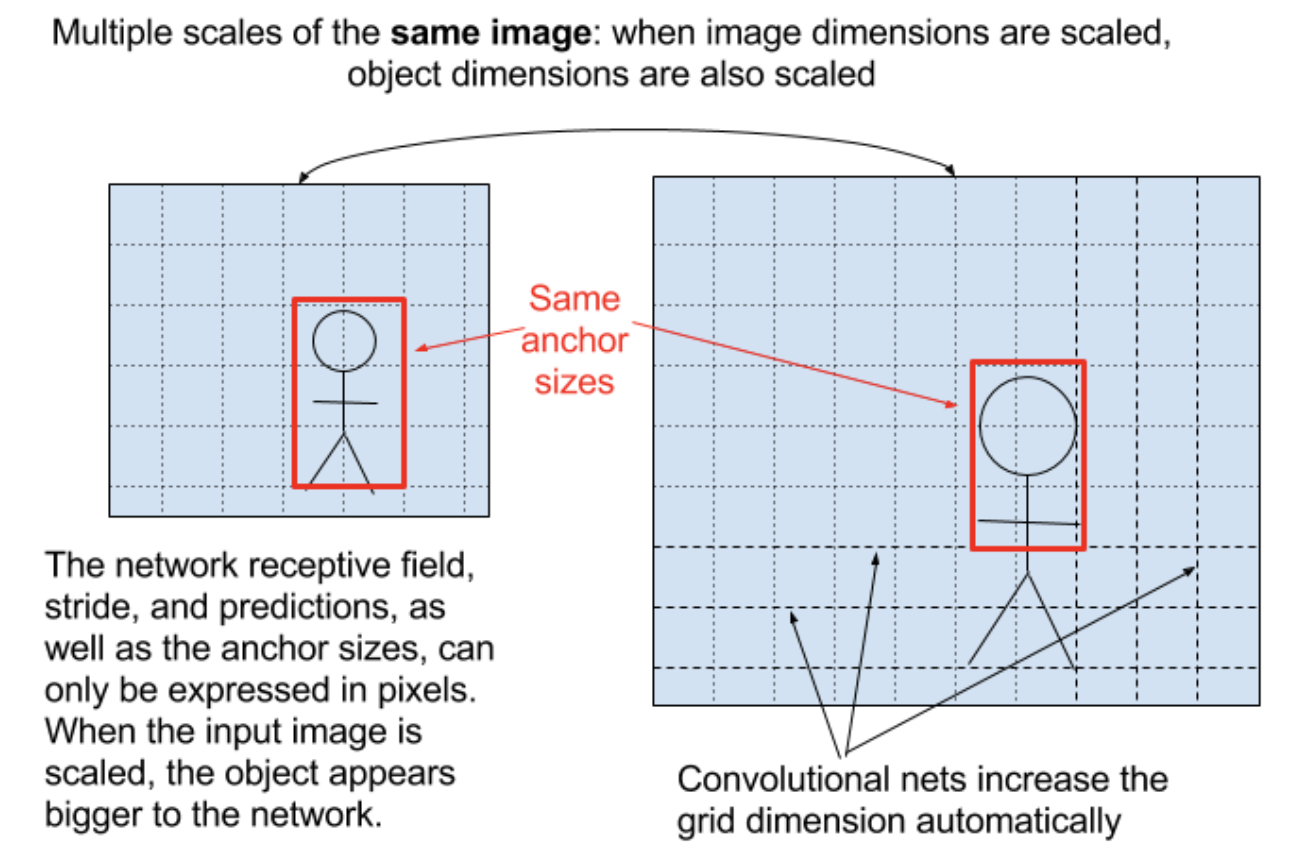 Multiple scales of the same image: when image dimensions are scaled,
object dimensions are also scaled
Same
anchor
sizes
The network receptive field,
stride, and predictions, as
well as the anchor sizes, can
only be expressed in pixels.
When the input image is
scaled, the object appears
bigger to the network.
Convolutional nets increase the
grid dimension automatically